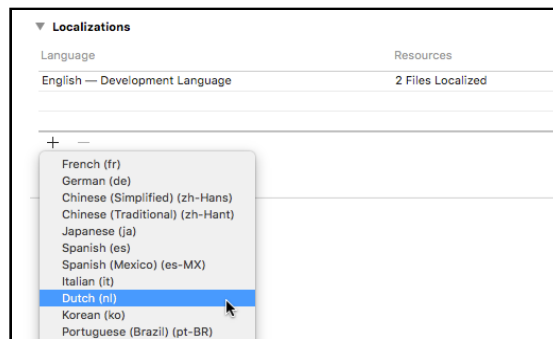 Localizations
Language Resources
English — Development Language 2 Files Localized
+ −
French (fr)
German (de)
Chinese (Simplified) (zh-Hans)
Chinese (Traditional) (zh-Hant)
Japanese (ja)
Spanish (es)
Spanish (Mexico) (es-MX)
Italian (it)
Dutch (nl)
Korean (ko)
Portuguese (Brazil) (pt-BR)